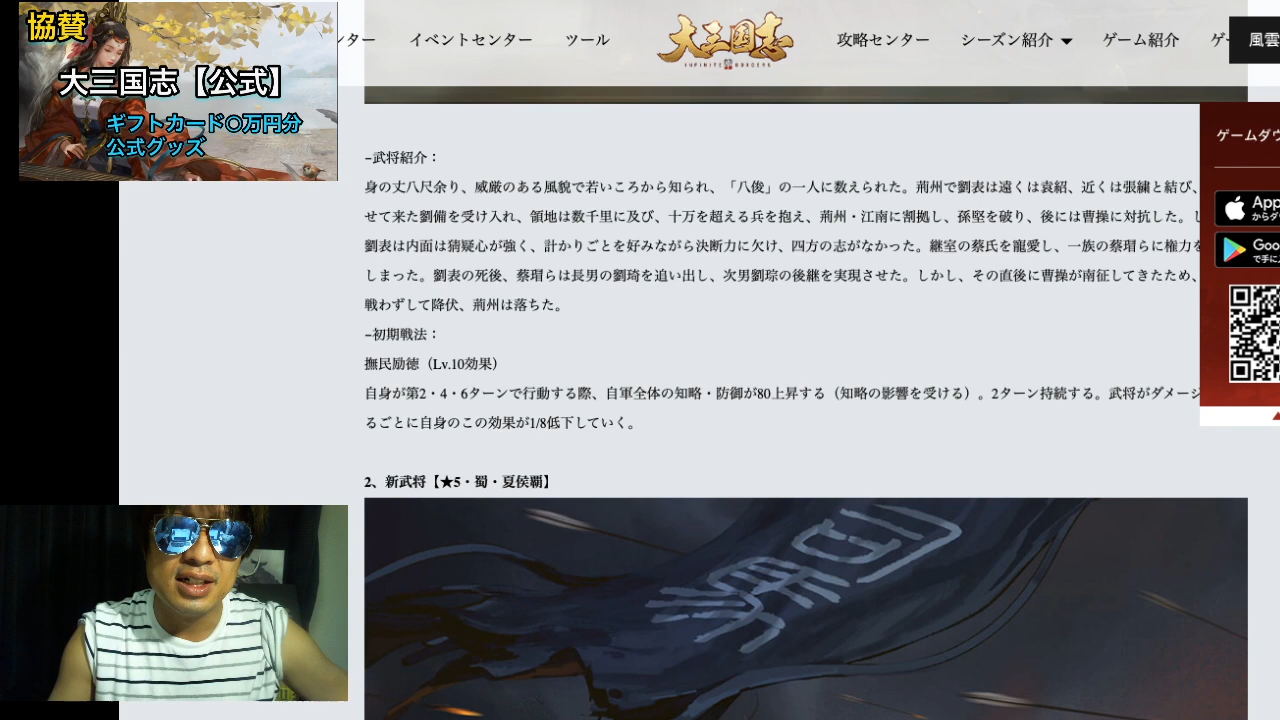 協賛
大三国志【公式】
ギフトカード○万円分
公式グッズ
ンター イベントセンター ツール 大三国志 攻略センター シーズン紹介 ゲーム紹介 ゲー 風雲
INFINITE BORDERS
ゲームダウ
App
からダ
Goo
で手に
–武将紹介：
身の丈八尺余り、威厳のある風貌で若いころから知られ、「八俊」の一人に数えられた。荊州で劉表は遠くは袁紹、近くは張繍と結び、
せて来た劉備を受け入れ、領地は数千里に及び、十万を超える兵を抱え、荊州・江南に割拠し、孫堅を破り、後には曹操に対抗した。し
劉表は内面は猜疑心が強く、計かりごとを好みながら決断力に欠け、四方の志がなかった。継室の蔡氏を寵愛し、一族の蔡瑁らに権力を
しまった。劉表の死後、蔡瑁らは長男の劉琦を追い出し、次男劉琮の後継を実現させた。しかし、その直後に曹操が南征してきたため、
戦わずして降伏、荊州は落ちた。
–初期戦法：
撫民励徳（Lv.10効果）
自身が第2・4・6ターンで行動する際、自軍全体の知略・防御が80上昇する（知略の影響を受ける）。2ターン持続する。武将がダメージ
るごとに自身のこの効果が1/8低下していく。
2、新武将【★5・蜀・夏侯覇】